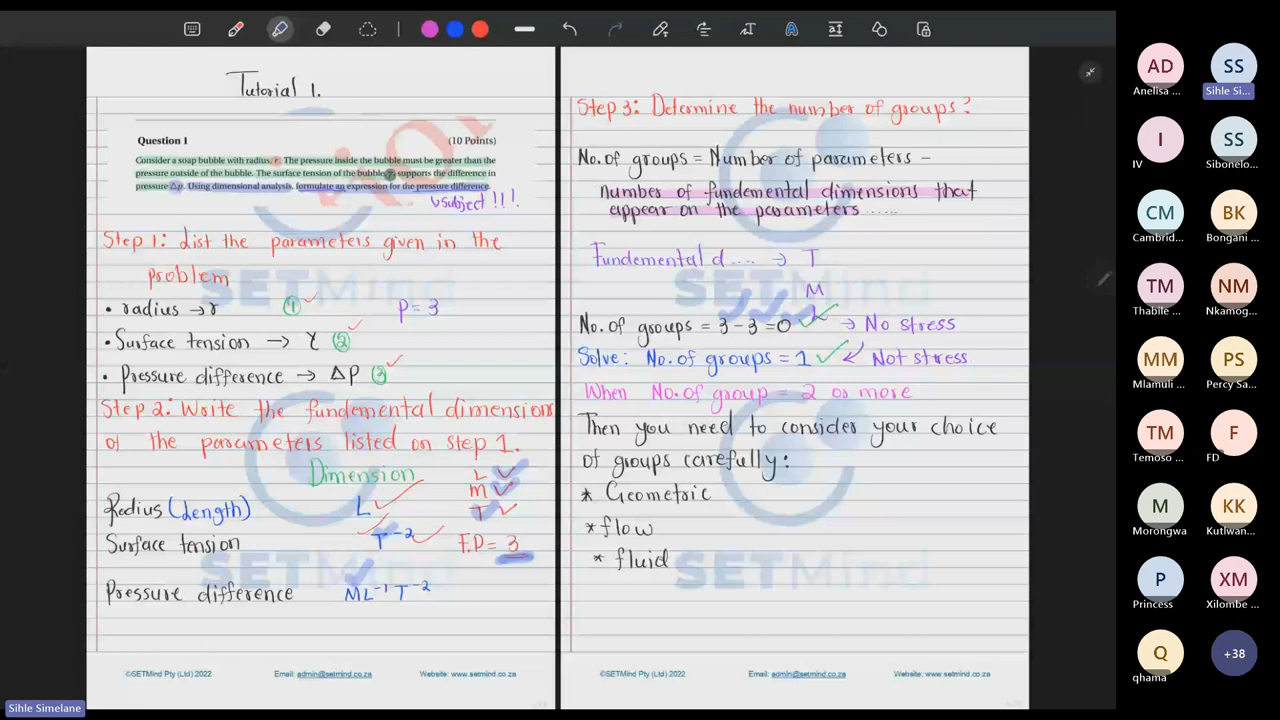 Tutorial 1.
Question 1 (10 Points)
Consider a soap bubble with radius, r. The pressure inside the bubble must be greater than the
pressure outside of the bubble. The surface tension of the bubble, γ, supports the difference in
pressure Δp. Using dimensional analysis, formulate an expression for the pressure difference.
↳subject !!!
Step 1: List the parameters given in the
problem
• radius → r ① P = 3
• Surface tension → γ ②
• Pressure difference → ΔP ③
Step 2: Write the fundemental dimensions
of the parameters listed on step 1.
Dimension L
M
Redius (Length) L T
Surface tension T⁻² F.D = 3
Pressure difference ML⁻¹T⁻²
©SETMind Pty (Ltd) 2022 Email: admin@setmind.co.za Website: www.setmind.co.za
Step 3: Determine the number of groups?
No. of groups = Number of parameters –
number of fundemental dimensions that
appear on the parameters ......
Fundemental d.... → T
M
No. of groups = 3 – 3 = 0 → No stress
Solve: No. of groups = 1 Not stress
When No. of group = 2 or more
Then you need to consider your choice
of groups carefully:
* Geometric
* flow
* fluid
©SETMind Pty (Ltd) 2022 Email: admin@setmind.co.za Website: www.setmind.co.za
SETMind
SETMind
SETMind
SETMind
AD SS
Anelisa ... Sihle Si...
I SS
IV Sibonelo...
CM BK
Cambrid... Bongani ...
TM NM
Thabile ... Nkamog...
MM PS
Mlamuli ... Percy Sa...
TM F
Temoso ... FD
M KK
Morongwa Kutlwan...
P XM
Princess Xilombe ...
Q +38
qhama
Sihle Simelane